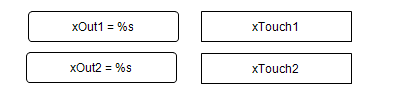 xOut1 = %s
xTouch1
xOut2 = %s
xTouch2